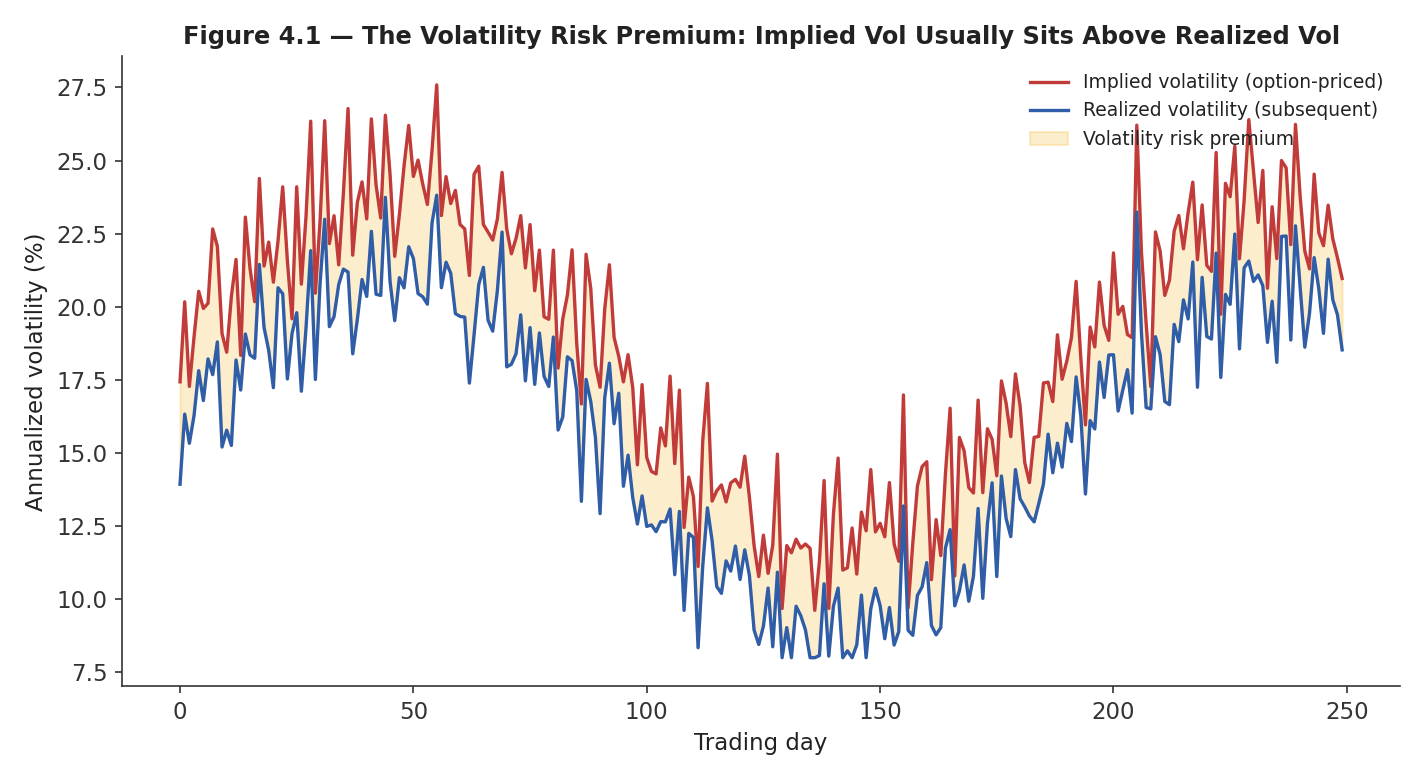 Figure 4.1 — The Volatility Risk Premium: Implied Vol Usually Sits Above Realized Vol
Implied volatility (option-priced)
Realized volatility (subsequent)
Volatility risk premium
Annualized volatility (%)
27.5
25.0
22.5
20.0
17.5
15.0
12.5
10.0
7.5
0 50 100 150 200 250
Trading day